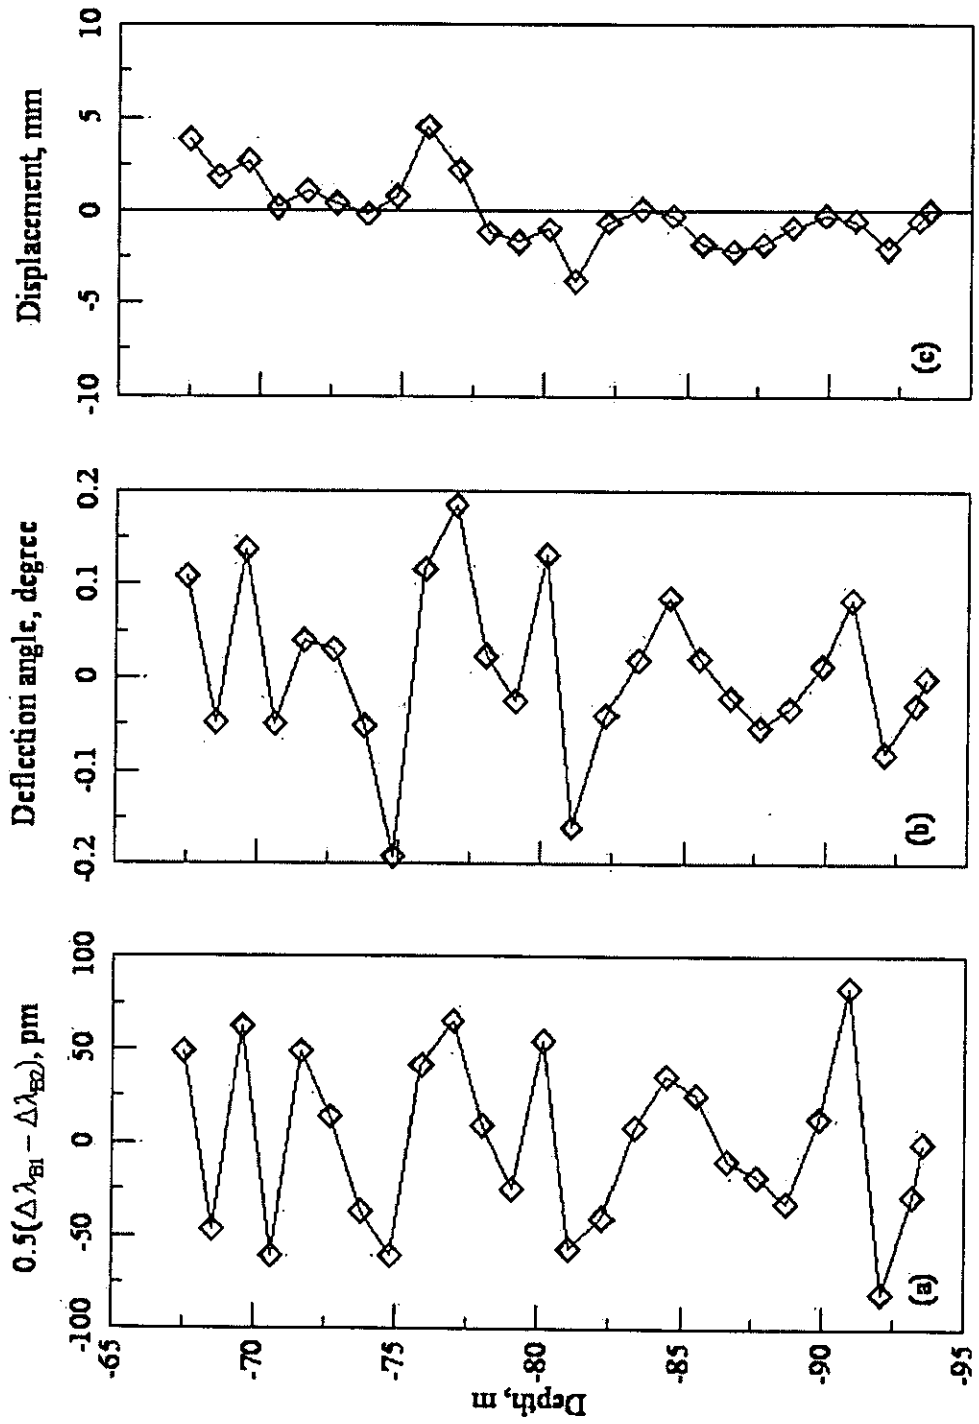 0.5(Δλ_B1 − Δλ_B2), pm
-100 -50 0 50 100
Deflection angle, degree
-0.2 -0.1 0 0.1 0.2
Displacement, mm
-10 -5 0 5 10
-65
-70
-75
-80
-85
-90
-95
Depth, m
(a) (b) (c)